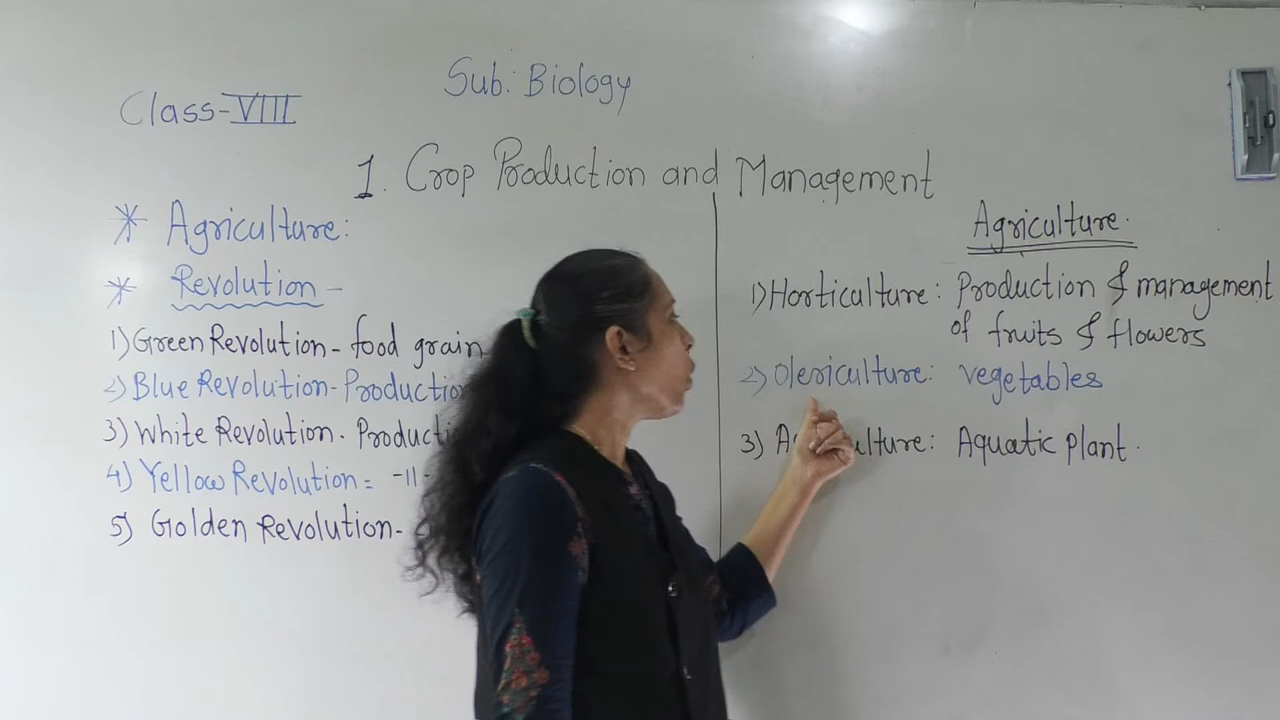 Sub: Biology
Class-VIII
1. Crop Production and Management
* Agriculture:
* Revolution -
1) Green Revolution - food grain
2) Blue Revolution - Production
3) White Revolution.
4) Yellow Revolution = -11-
5) Golden Revolution -
Agriculture.
1) Horticulture: Production & management
of fruits & flowers
2) Olericulture: vegetables
3) Aquatic plant.